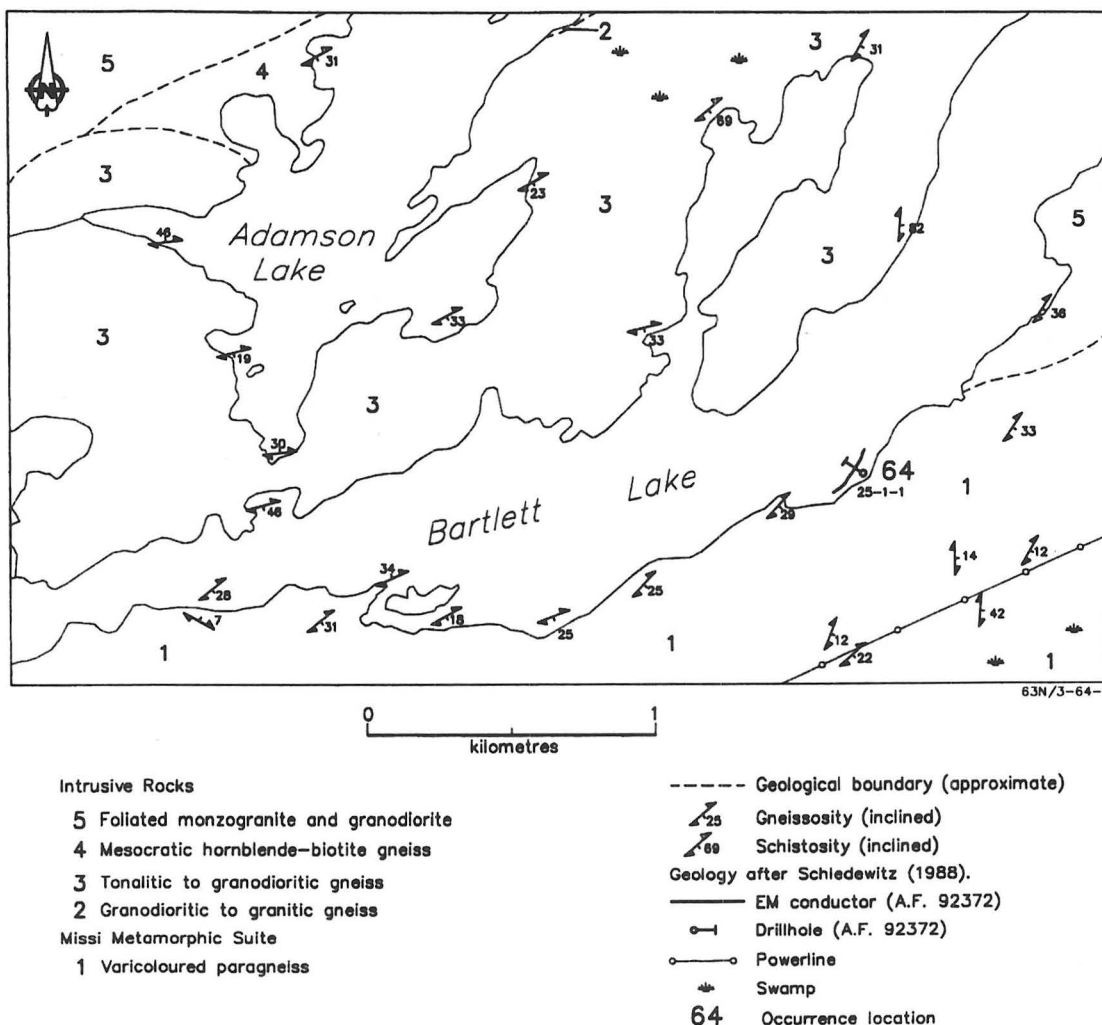 2
3
5
4
31
31
69
3
23
3
5
46
Adamson
Lake
3
82
3
33
33
36
19
3
30
33
64
25-1-1
1
46
Bartlett Lake
29
14
12
34
28
25
42
7
31
18
25
12
22
1
1
1
N
63N/3-64-
0 1
kilometres
Intrusive Rocks
5 Foliated monzogranite and granodiorite
4 Mesocratic hornblende-biotite gneiss
3 Tonalitic to granodioritic gneiss
2 Granodioritic to granitic gneiss
Missi Metamorphic Suite
1 Varicoloured paragneiss
Geological boundary (approximate)
25 Gneissosity (inclined)
69 Schistosity (inclined)
Geology after Schledewitz (1988).
EM conductor (A.F. 92372)
Drillhole (A.F. 92372)
Powerline
Swamp
64 Occurrence location